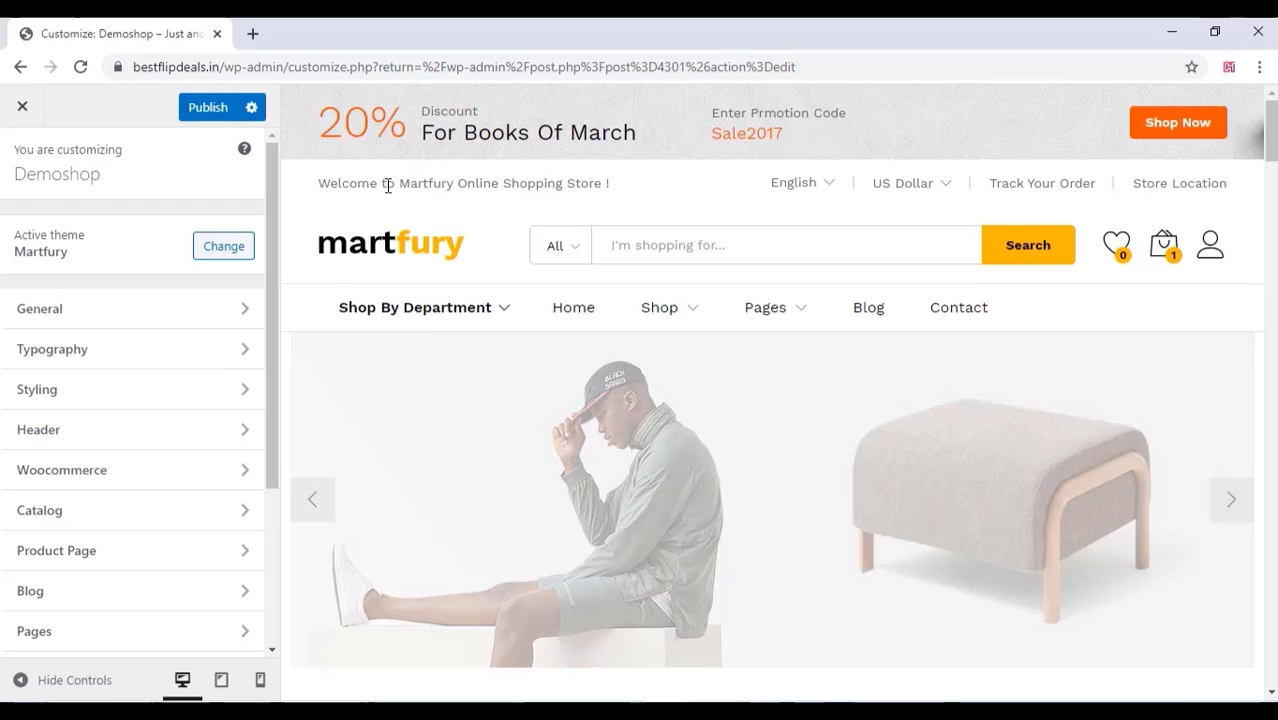 Customize: Demoshop – Just ano
bestflipdeals.in/wp-admin/customize.php?return=%2Fwp-admin%2Fpost.php%3Fpost%3D4301%26action%3Dedit
Publish
You are customizing
Demoshop
Active theme
Martfury
Change
General
Typography
Styling
Header
Woocommerce
Catalog
Product Page
Blog
Pages
Hide Controls
20%
Discount
For Books Of March
Enter Prmotion Code
Sale2017
Shop Now
Welcome to Martfury Online Shopping Store !
English
US Dollar
Track Your Order
Store Location
martfury
All
I'm shopping for...
Search
0
1
Shop By Department
Home
Shop
Pages
Blog
Contact
BLACK